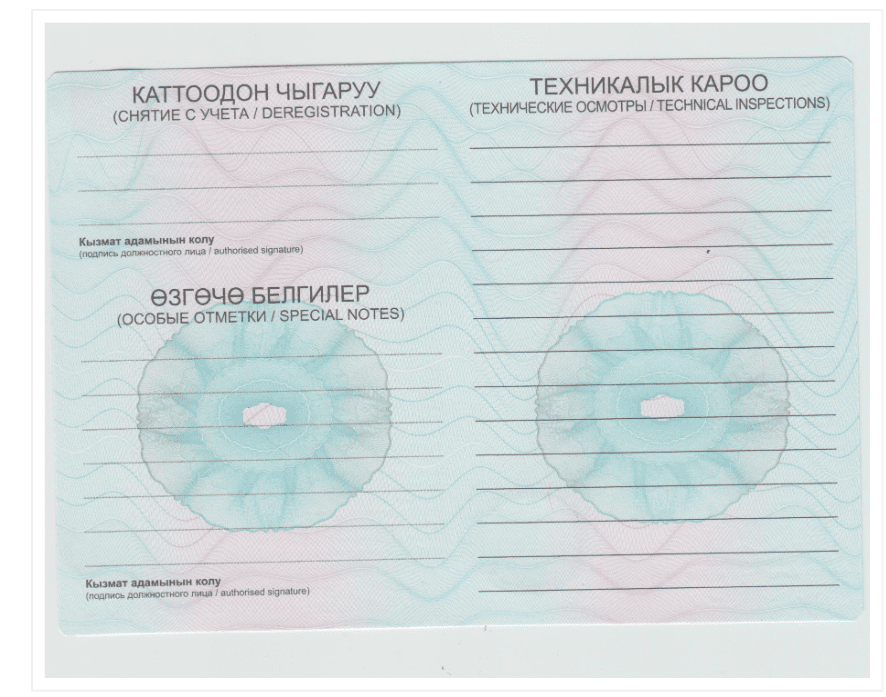 КАТТООДОН ЧЫГАРУУ
(СНЯТИЕ С УЧЕТА / DEREGISTRATION)
Кызмат адамынын колу
(подпись должностного лица / authorised signature)
ӨЗГӨЧӨ БЕЛГИЛЕР
(ОСОБЫЕ ОТМЕТКИ / SPECIAL NOTES)
Кызмат адамынын колу
(подпись должностного лица / authorised signature)
ТЕХНИКАЛЫК КАРОО
(ТЕХНИЧЕСКИЕ ОСМОТРЫ / TECHNICAL INSPECTIONS)